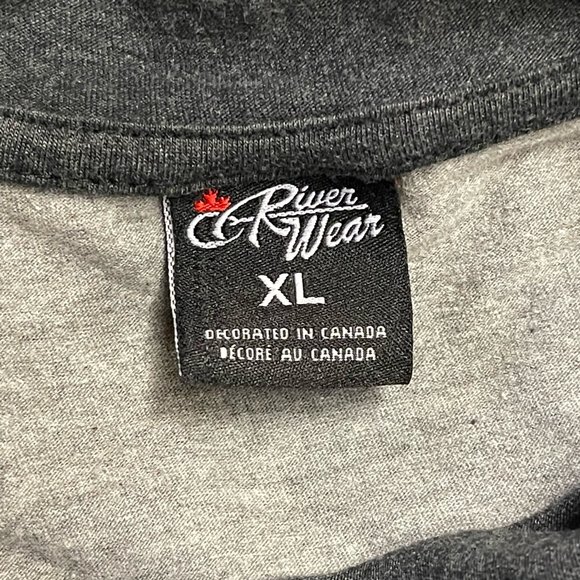 River
Wear
XL
DECORATED IN CANADA
DÉCORÉ AU CANADA